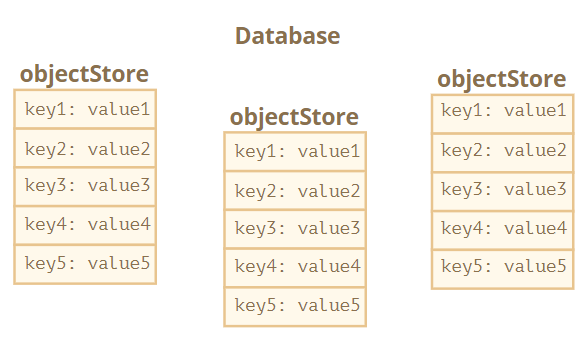 Database
objectStore
key1: value1
key2: value2
key3: value3
key4: value4
key5: value5
objectStore
key1: value1
key2: value2
key3: value3
key4: value4
key5: value5
objectStore
key1: value1
key2: value2
key3: value3
key4: value4
key5: value5